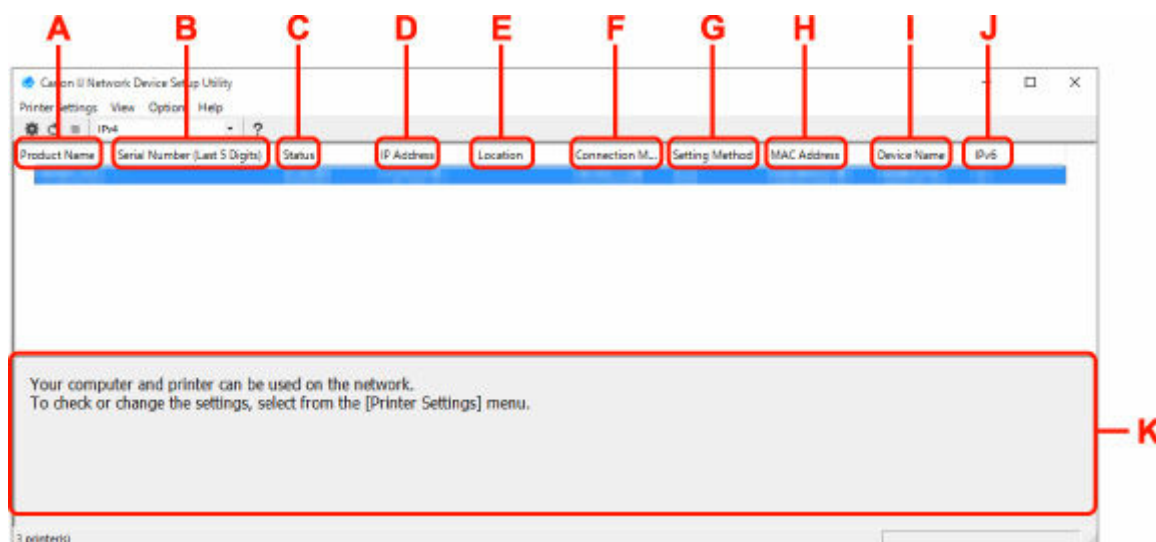 A B C D E F G H I J
Canon IJ Network Device Setup Utility
Printer Settings View Option Help
IPv4 ?
Product Name Serial Number (Last 5 Digits) Status IP Address Location Connection M... Setting Method MAC Address Device Name IPv6
Your computer and printer can be used on the network.
To check or change the settings, select from the [Printer Settings] menu.
K
3 printer(s)